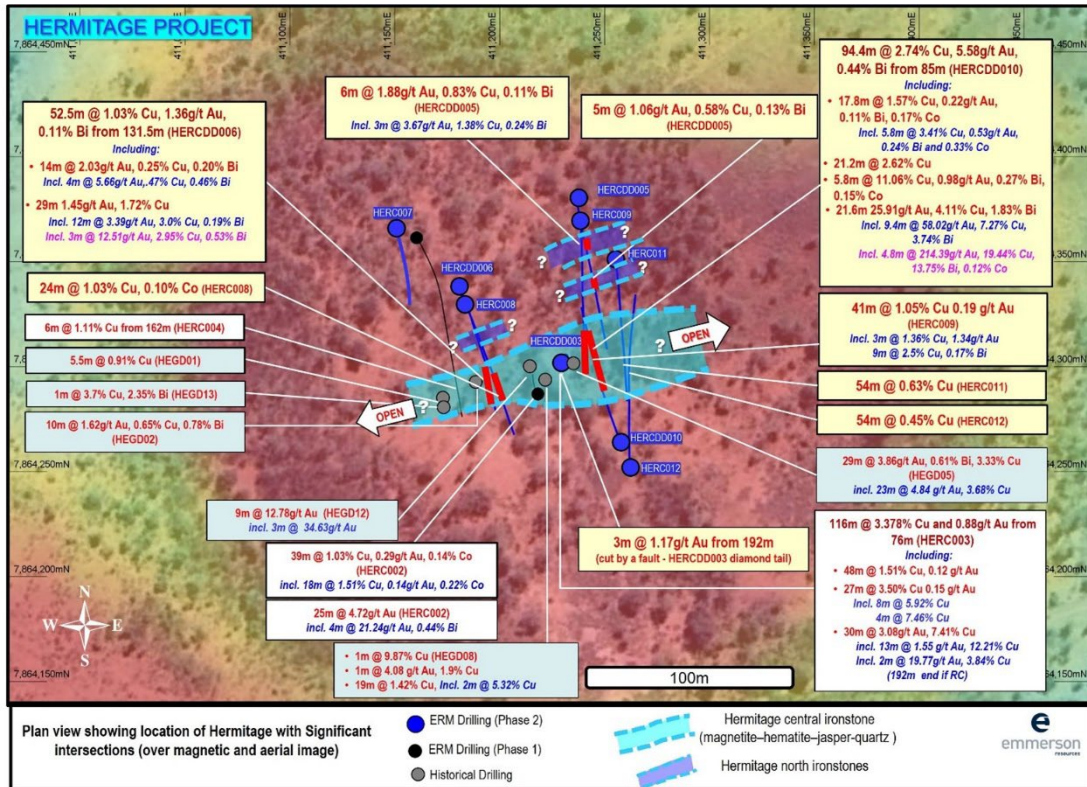 HERMITAGE PROJECT
7,864,450mN
411,100mE
411,150mE
411,200mE
411,250mE
411,300mE
7,864,450mN
52.5m @ 1.03% Cu, 1.36g/t Au,
0.11% Bi from 131.5m (HERCDD006)
Including:
• 14m @ 2.03g/t Au, 0.25% Cu, 0.20% Bi
Incl. 4m @ 5.66g/t Au,.47% Cu, 0.46% Bi
• 29m 1.45g/t Au, 1.72% Cu
Incl. 12m @ 3.39g/t Au, 3.0% Cu, 0.19% Bi
Incl. 3m @ 12.51g/t Au, 2.95% Cu, 0.53% Bi
6m @ 1.88g/t Au, 0.83% Cu, 0.11% Bi
(HERCDD005)
Incl. 3m @ 3.67g/t Au, 1.38% Cu, 0.24% Bi
5m @ 1.06g/t Au, 0.58% Cu, 0.13% Bi
(HERCDD005)
94.4m @ 2.74% Cu, 5.58g/t Au,
0.44% Bi from 85m (HERCDD010)
Including:
• 17.8m @ 1.57% Cu, 0.22g/t Au,
0.11% Bi, 0.17% Co
Incl. 5.8m @ 3.41% Cu, 0.53g/t Au,
0.24% Bi and 0.33% Co
• 21.2m @ 2.62% Cu
• 5.8m @ 11.06% Cu, 0.98g/t Au, 0.27% Bi,
0.15% Co
• 21.6m 25.91g/t Au, 4.11% Cu, 1.83% Bi
Incl. 9.4m @ 58.02g/t Au, 7.27% Cu,
3.74% Bi
Incl. 4.8m @ 214.39g/t Au, 19.44% Cu,
13.75% Bi, 0.12% Co
HERC007
HERCDD006
HERC008
HERCDD005
HERC009
HERC011
HERCDD003
HERCDD010
HERC012
?
?
?
?
?
?
?
?
?
OPEN
OPEN
4,400mN
4,350mN
4,300mN
24m @ 1.03% Cu, 0.10% Co (HERC008)
6m @ 1.11% Cu from 162m (HERC004)
5.5m @ 0.91% Cu (HEGD01)
1m @ 3.7% Cu, 2.35% Bi (HEGD13)
10m @ 1.62g/t Au, 0.65% Cu, 0.78% Bi
(HEGD02)
41m @ 1.05% Cu 0.19 g/t Au
(HERC009)
Incl. 3m @ 1.36% Cu, 1.34g/t Au
9m @ 2.5% Cu, 0.17% Bi
54m @ 0.63% Cu (HERC011)
54m @ 0.45% Cu (HERC012)
7,864,250mN
4,250mN
29m @ 3.86g/t Au, 0.61% Bi, 3.33% Cu
(HEGD05)
incl. 23m @ 4.84 g/t Au, 3.68% Cu
9m @ 12.78g/t Au (HEGD12)
incl. 3m @ 34.63g/t Au
39m @ 1.03% Cu, 0.29g/t Au, 0.14% Co
(HERC002)
incl. 18m @ 1.51% Cu, 0.14g/t Au, 0.22% Co
25m @ 4.72g/t Au (HERC002)
incl. 4m @ 21.24g/t Au, 0.44% Bi
• 1m @ 9.87% Cu (HEGD08)
• 1m @ 4.08 g/t Au, 1.9% Cu
• 19m @ 1.42% Cu, Incl. 2m @ 5.32% Cu
3m @ 1.17g/t Au from 192m
(cut by a fault - HERCDD003 diamond tail)
116m @ 3.378% Cu and 0.88g/t Au from
76m (HERC003)
Including:
• 48m @ 1.51% Cu, 0.12 g/t Au
• 27m @ 3.50% Cu 0.15 g/t Au
Incl. 8m @ 5.92% Cu
4m @ 7.46% Cu
• 30m @ 3.08g/t Au, 7.41% Cu
incl. 13m @ 1.55 g/t Au, 12.21% Cu
Incl. 2m @ 19.77g/t Au, 3.84% Cu
(192m end if RC)
7,864,200mN
64,200mN
N
W E
S
7,864,150mN
7,864,150mN
100m
Plan view showing location of Hermitage with Significant
intersections (over magnetic and aerial image)
ERM Drilling (Phase 2)
ERM Drilling (Phase 1)
Historical Drilling
Hermitage central ironstone
(magnetite–hematite–jasper-quartz )
Hermitage north ironstones
emmerson
resources